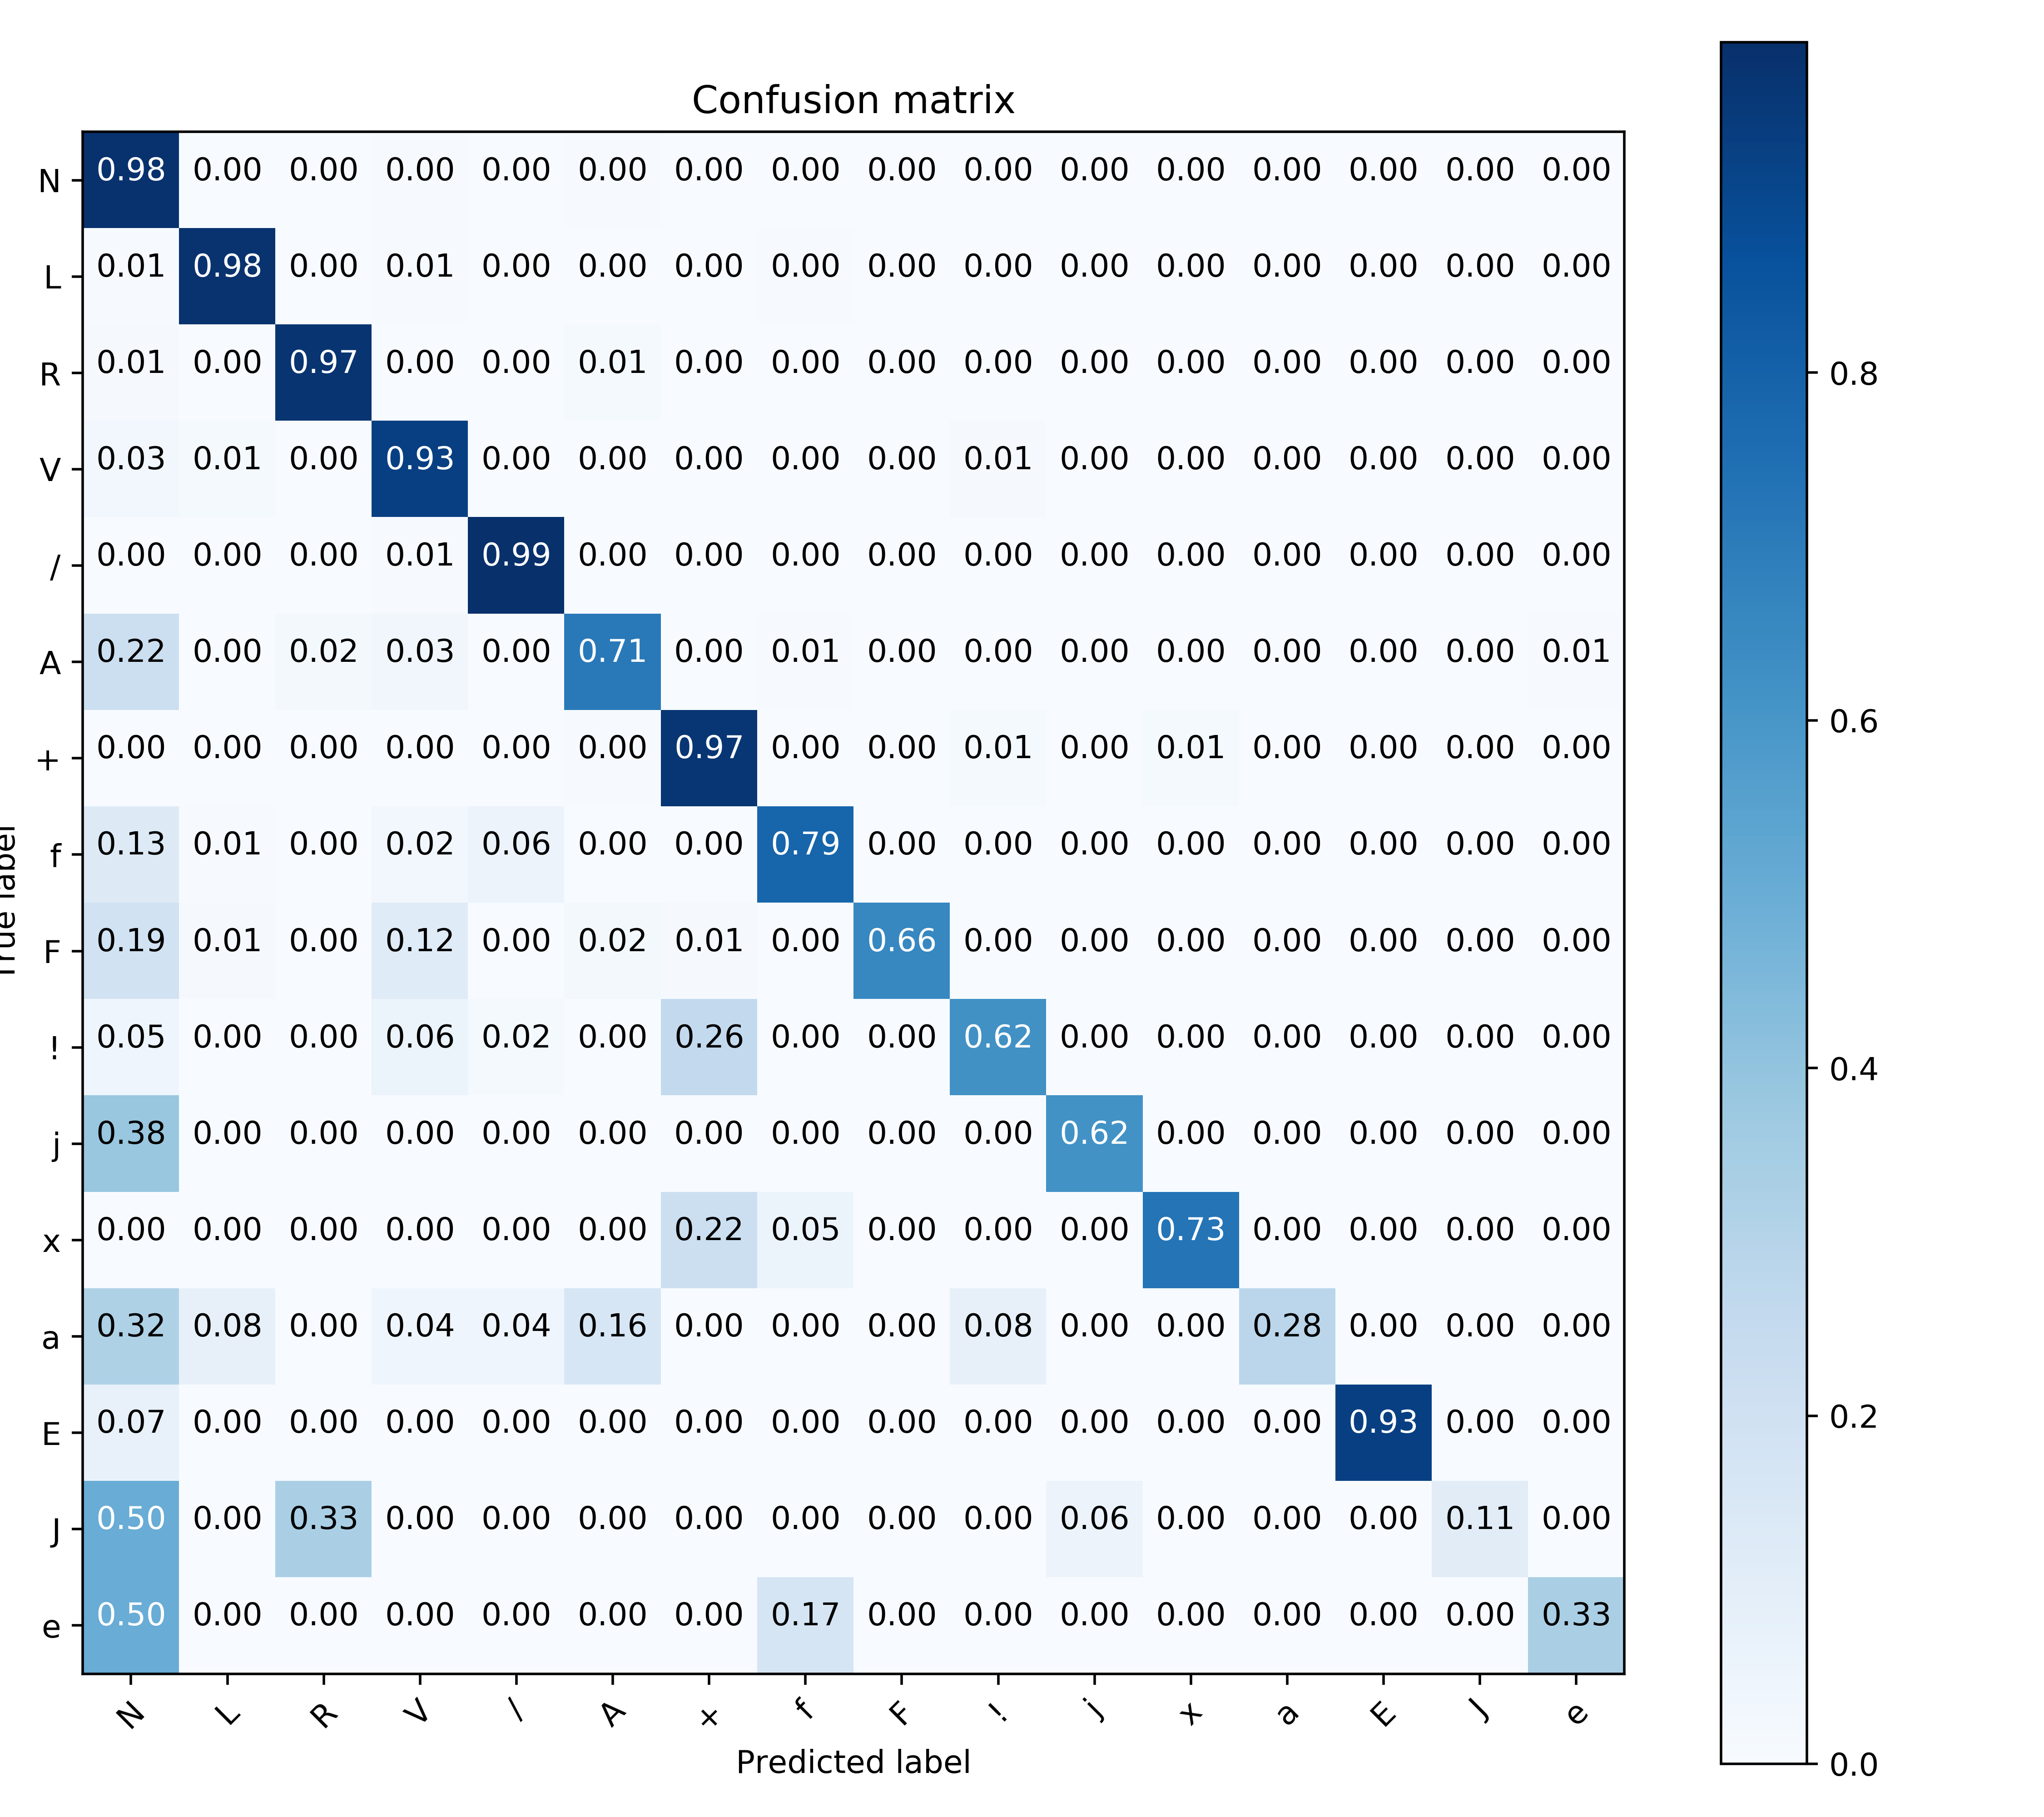 Confusion matrix
N 0.98 0.00 0.00 0.00 0.00 0.00 0.00 0.00 0.00 0.00 0.00 0.00 0.00 0.00 0.00 0.00
L 0.01 0.98 0.00 0.01 0.00 0.00 0.00 0.00 0.00 0.00 0.00 0.00 0.00 0.00 0.00 0.00
0.8
R 0.01 0.00 0.97 0.00 0.00 0.01 0.00 0.00 0.00 0.00 0.00 0.00 0.00 0.00 0.00 0.00
V 0.03 0.01 0.00 0.93 0.00 0.00 0.00 0.00 0.00 0.01 0.00 0.00 0.00 0.00 0.00 0.00
/ 0.00 0.00 0.00 0.01 0.99 0.00 0.00 0.00 0.00 0.00 0.00 0.00 0.00 0.00 0.00 0.00
A 0.22 0.00 0.02 0.03 0.00 0.71 0.00 0.01 0.00 0.00 0.00 0.00 0.00 0.00 0.00 0.01
0.6
+ 0.00 0.00 0.00 0.00 0.00 0.00 0.97 0.00 0.00 0.01 0.00 0.01 0.00 0.00 0.00 0.00
f 0.13 0.01 0.00 0.02 0.06 0.00 0.00 0.79 0.00 0.00 0.00 0.00 0.00 0.00 0.00 0.00
True label
F 0.19 0.01 0.00 0.12 0.00 0.02 0.01 0.00 0.66 0.00 0.00 0.00 0.00 0.00 0.00 0.00
! 0.05 0.00 0.00 0.06 0.02 0.00 0.26 0.00 0.00 0.62 0.00 0.00 0.00 0.00 0.00 0.00
0.4
j 0.38 0.00 0.00 0.00 0.00 0.00 0.00 0.00 0.00 0.00 0.62 0.00 0.00 0.00 0.00 0.00
x 0.00 0.00 0.00 0.00 0.00 0.00 0.22 0.05 0.00 0.00 0.00 0.73 0.00 0.00 0.00 0.00
a 0.32 0.08 0.00 0.04 0.04 0.16 0.00 0.00 0.00 0.08 0.00 0.00 0.28 0.00 0.00 0.00
0.2
E 0.07 0.00 0.00 0.00 0.00 0.00 0.00 0.00 0.00 0.00 0.00 0.00 0.00 0.93 0.00 0.00
J 0.50 0.00 0.33 0.00 0.00 0.00 0.00 0.00 0.00 0.00 0.06 0.00 0.00 0.00 0.11 0.00
e 0.50 0.00 0.00 0.00 0.00 0.00 0.00 0.17 0.00 0.00 0.00 0.00 0.00 0.00 0.00 0.33
N L R V / A + f F ! j x a E J e
Predicted label
0.0